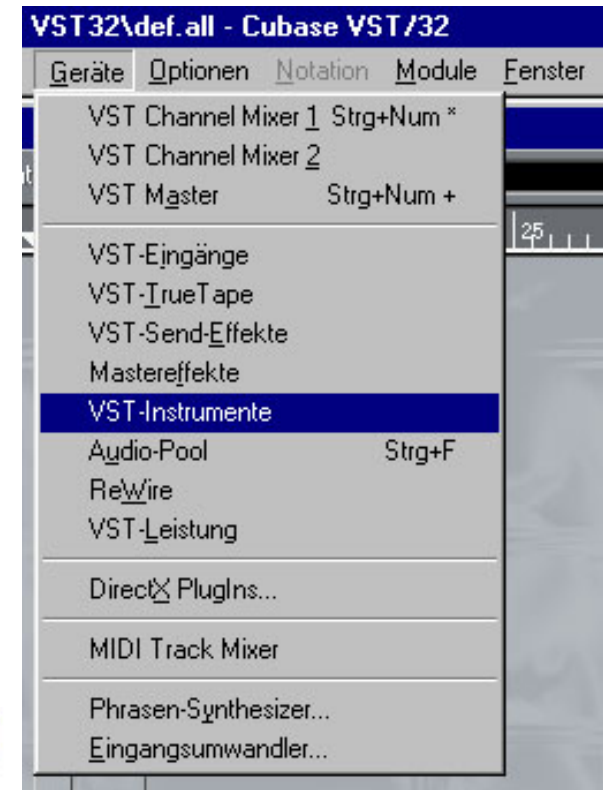 VST32\def.all - Cubase VST/32
Geräte Optionen Notation Module Fenster
VST Channel Mixer 1 Strg+Num *
VST Channel Mixer 2
VST Master Strg+Num +
25
VST-Eingänge
VST-TrueTape
VST-Send-Effekte
Mastereffekte
VST-Instrumente
Audio-Pool Strg+F
ReWire
VST-Leistung
DirectX PlugIns...
MIDI Track Mixer
Phrasen-Synthesizer...
Eingangsumwandler...